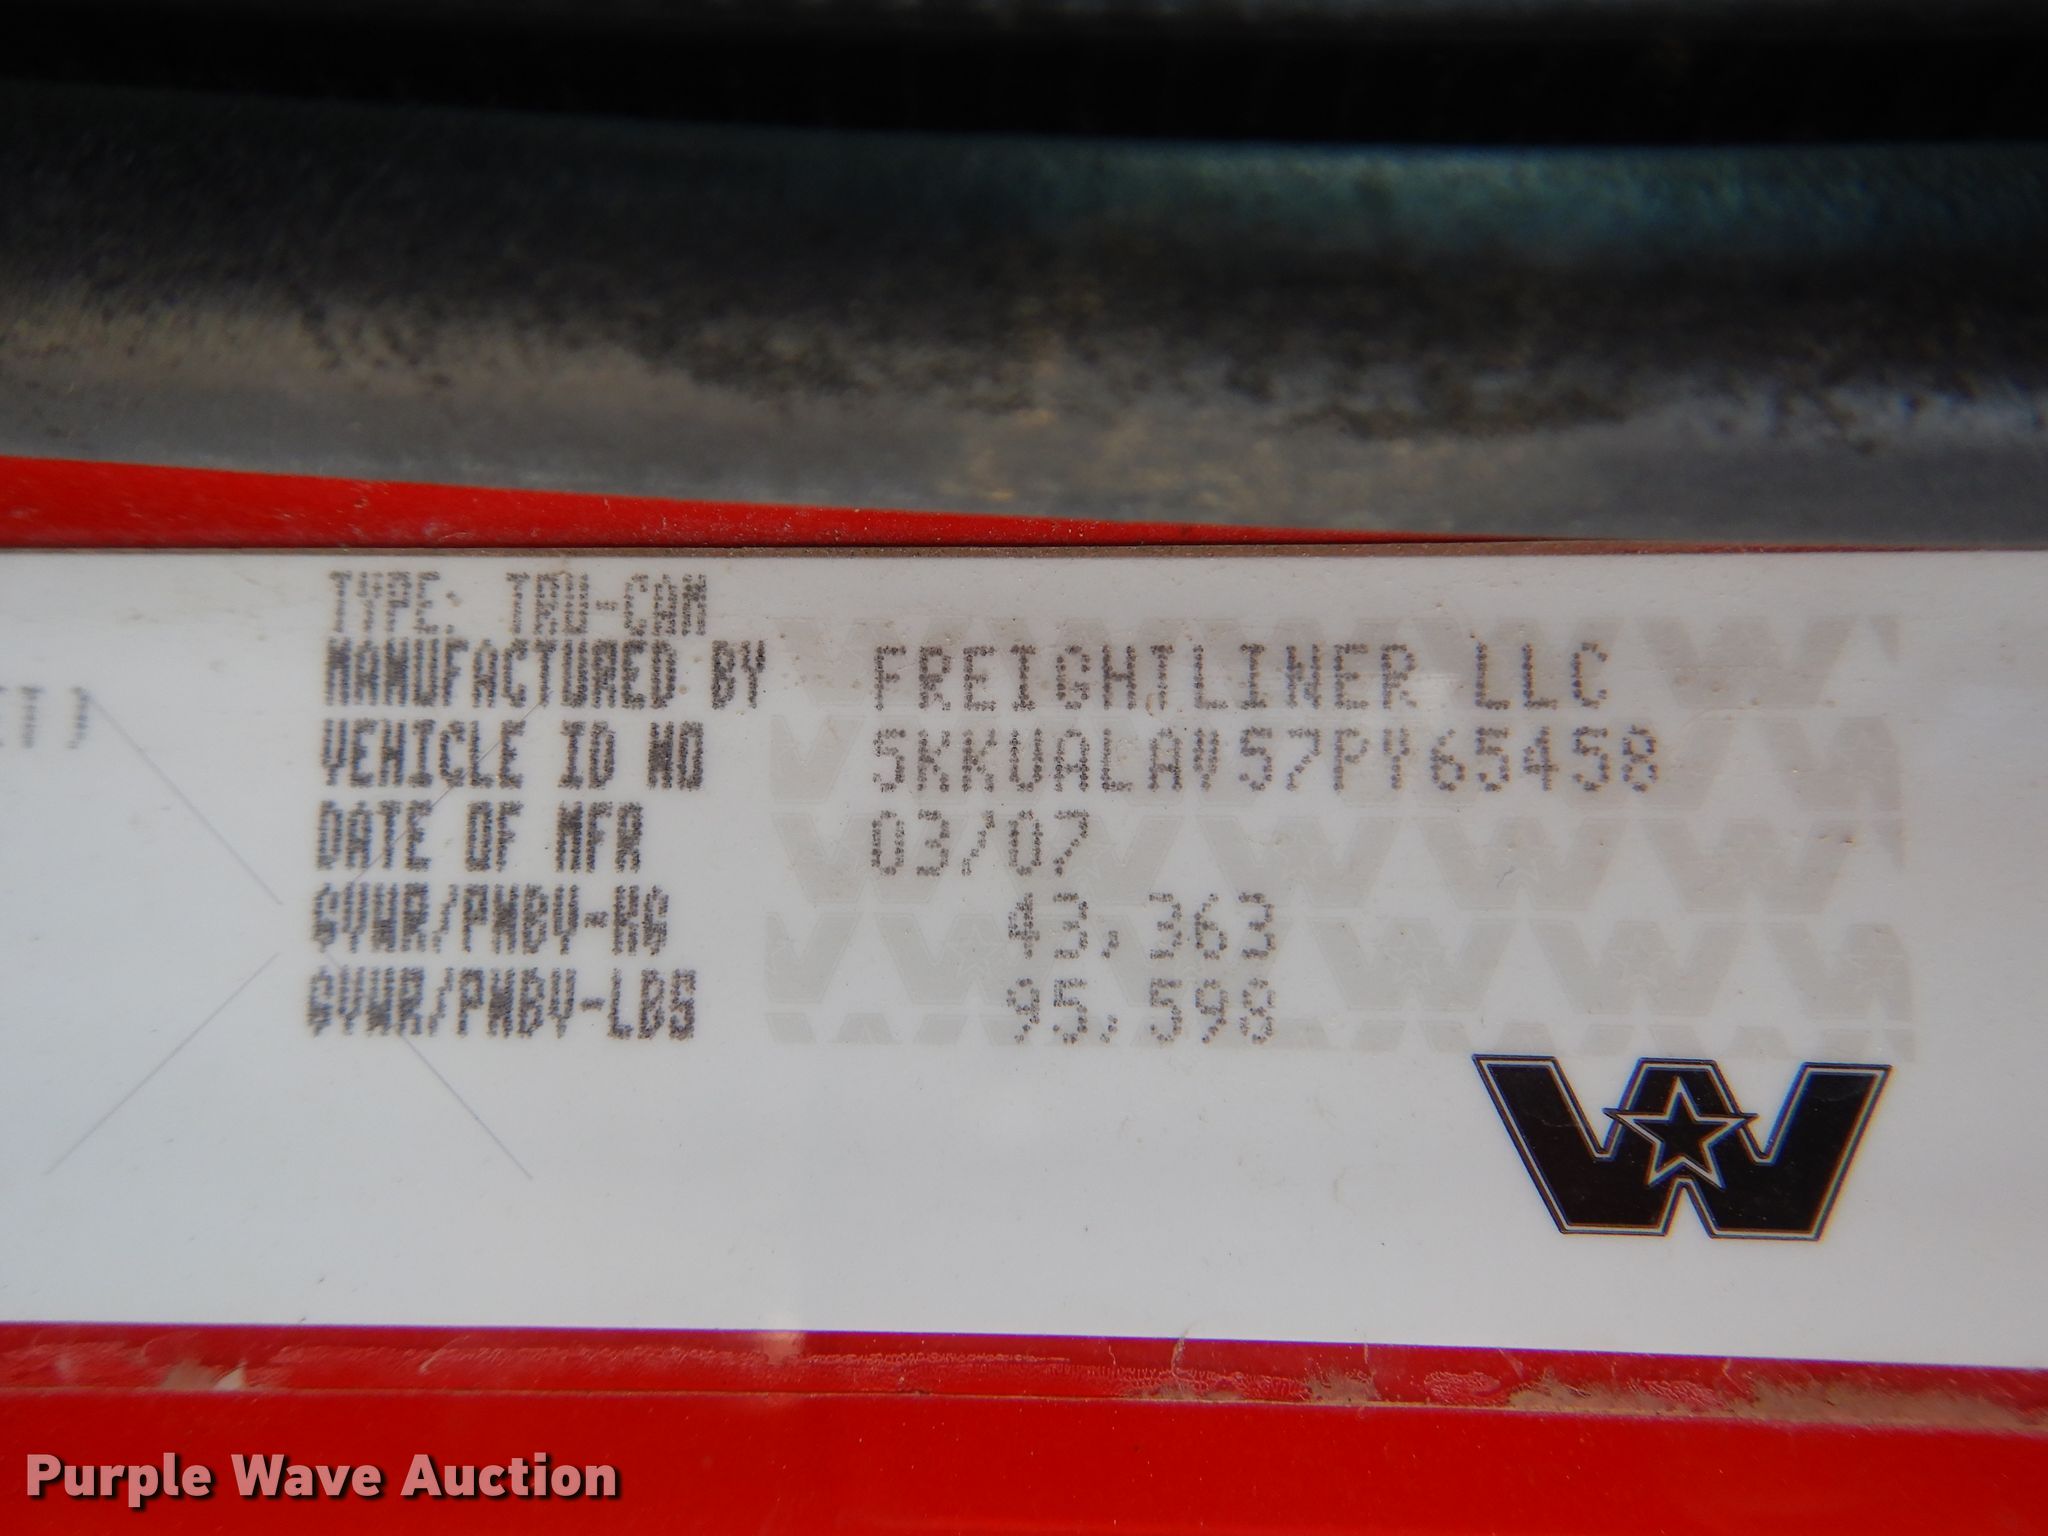 TYPE: TRU-CAM
MANUFACTURED BY FREIGHTLINER LLC
VEHICLE ID NO 5KKUALAV57PY65458
DATE OF MFR 03/07
GVWR/PNBV-KG 43,363
GVWR/PNBV-LBS 95,598
Purple Wave Auction